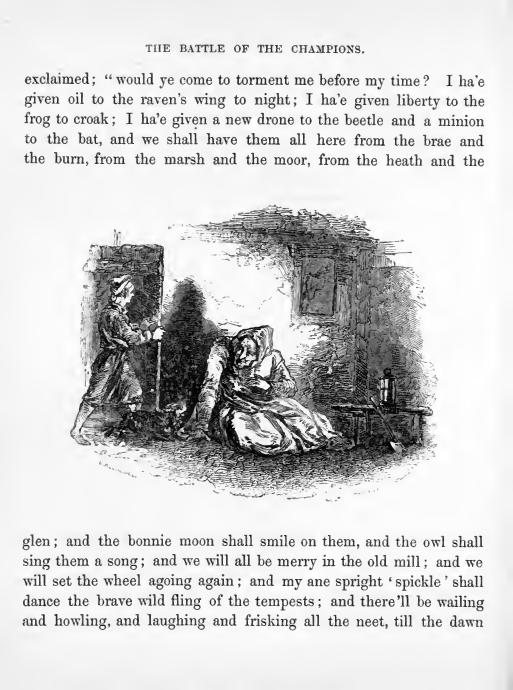 THE BATTLE OF THE CHAMPIONS.
exclaimed; “would ye come to torment me before my time? I ha'e
given oil to the raven's wing to night; I ha'e given liberty to the
frog to croak; I ha'e given a new drone to the beetle and a minion
to the bat, and we shall have them all here from the brae and
the burn, from the marsh and the moor, from the heath and the
glen; and the bonnie moon shall smile on them, and the owl shall
sing them a song; and we will all be merry in the old mill; and we
will set the wheel agoing again; and my ane spright ‘spickle’ shall
dance the brave wild fling of the tempests; and there'll be wailing
and howling, and laughing and frisking all the neet, till the dawn